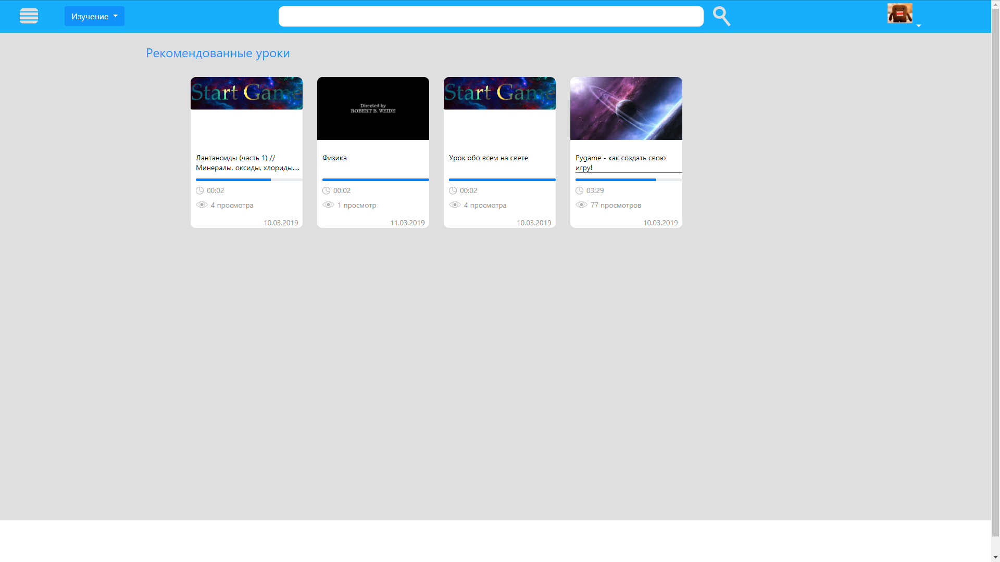 Изучение
Рекомендованные уроки
Start Game
Лантаноиды (часть 1) //
Минералы, оксиды, хлориды....
00:02
4 просмотра
10.03.2019
Directed by
ROBERT B. WEIDE
Физика
00:02
1 просмотр
11.03.2019
Start Game
Урок обо всем на свете
00:02
4 просмотра
10.03.2019
Pygame - как создать свою
игру!
03:29
77 просмотров
10.03.2019